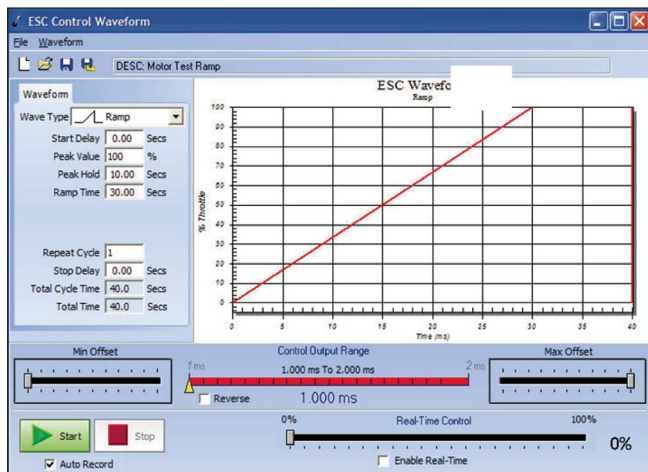 ESC Control Waveform
File Waveform
DESC: Motor Test Ramp
Waveform
Wave Type Ramp
Start Delay 0.00 Secs
Peak Value 100 %
Peak Hold 10.00 Secs
Ramp Time 30.00 Secs
Repeat Cycle 1
Stop Delay 0.00 Secs
Total Cycle Time 40.0 Secs
Total Time 40.0 Secs
ESC Wavefo
Ramp
% Throttle
100
90
80
70
60
50
40
30
20
10
0
0 5 10 15 20 25 30 35 40
Time (ms)
Min Offset
Control Output Range
Max Offset
1 ms 2 ms
1.000 ms To 2.000 ms
Reverse 1.000 ms
Start Stop
Auto Record
0% Real-Time Control 100%
0%
Enable Real-Time